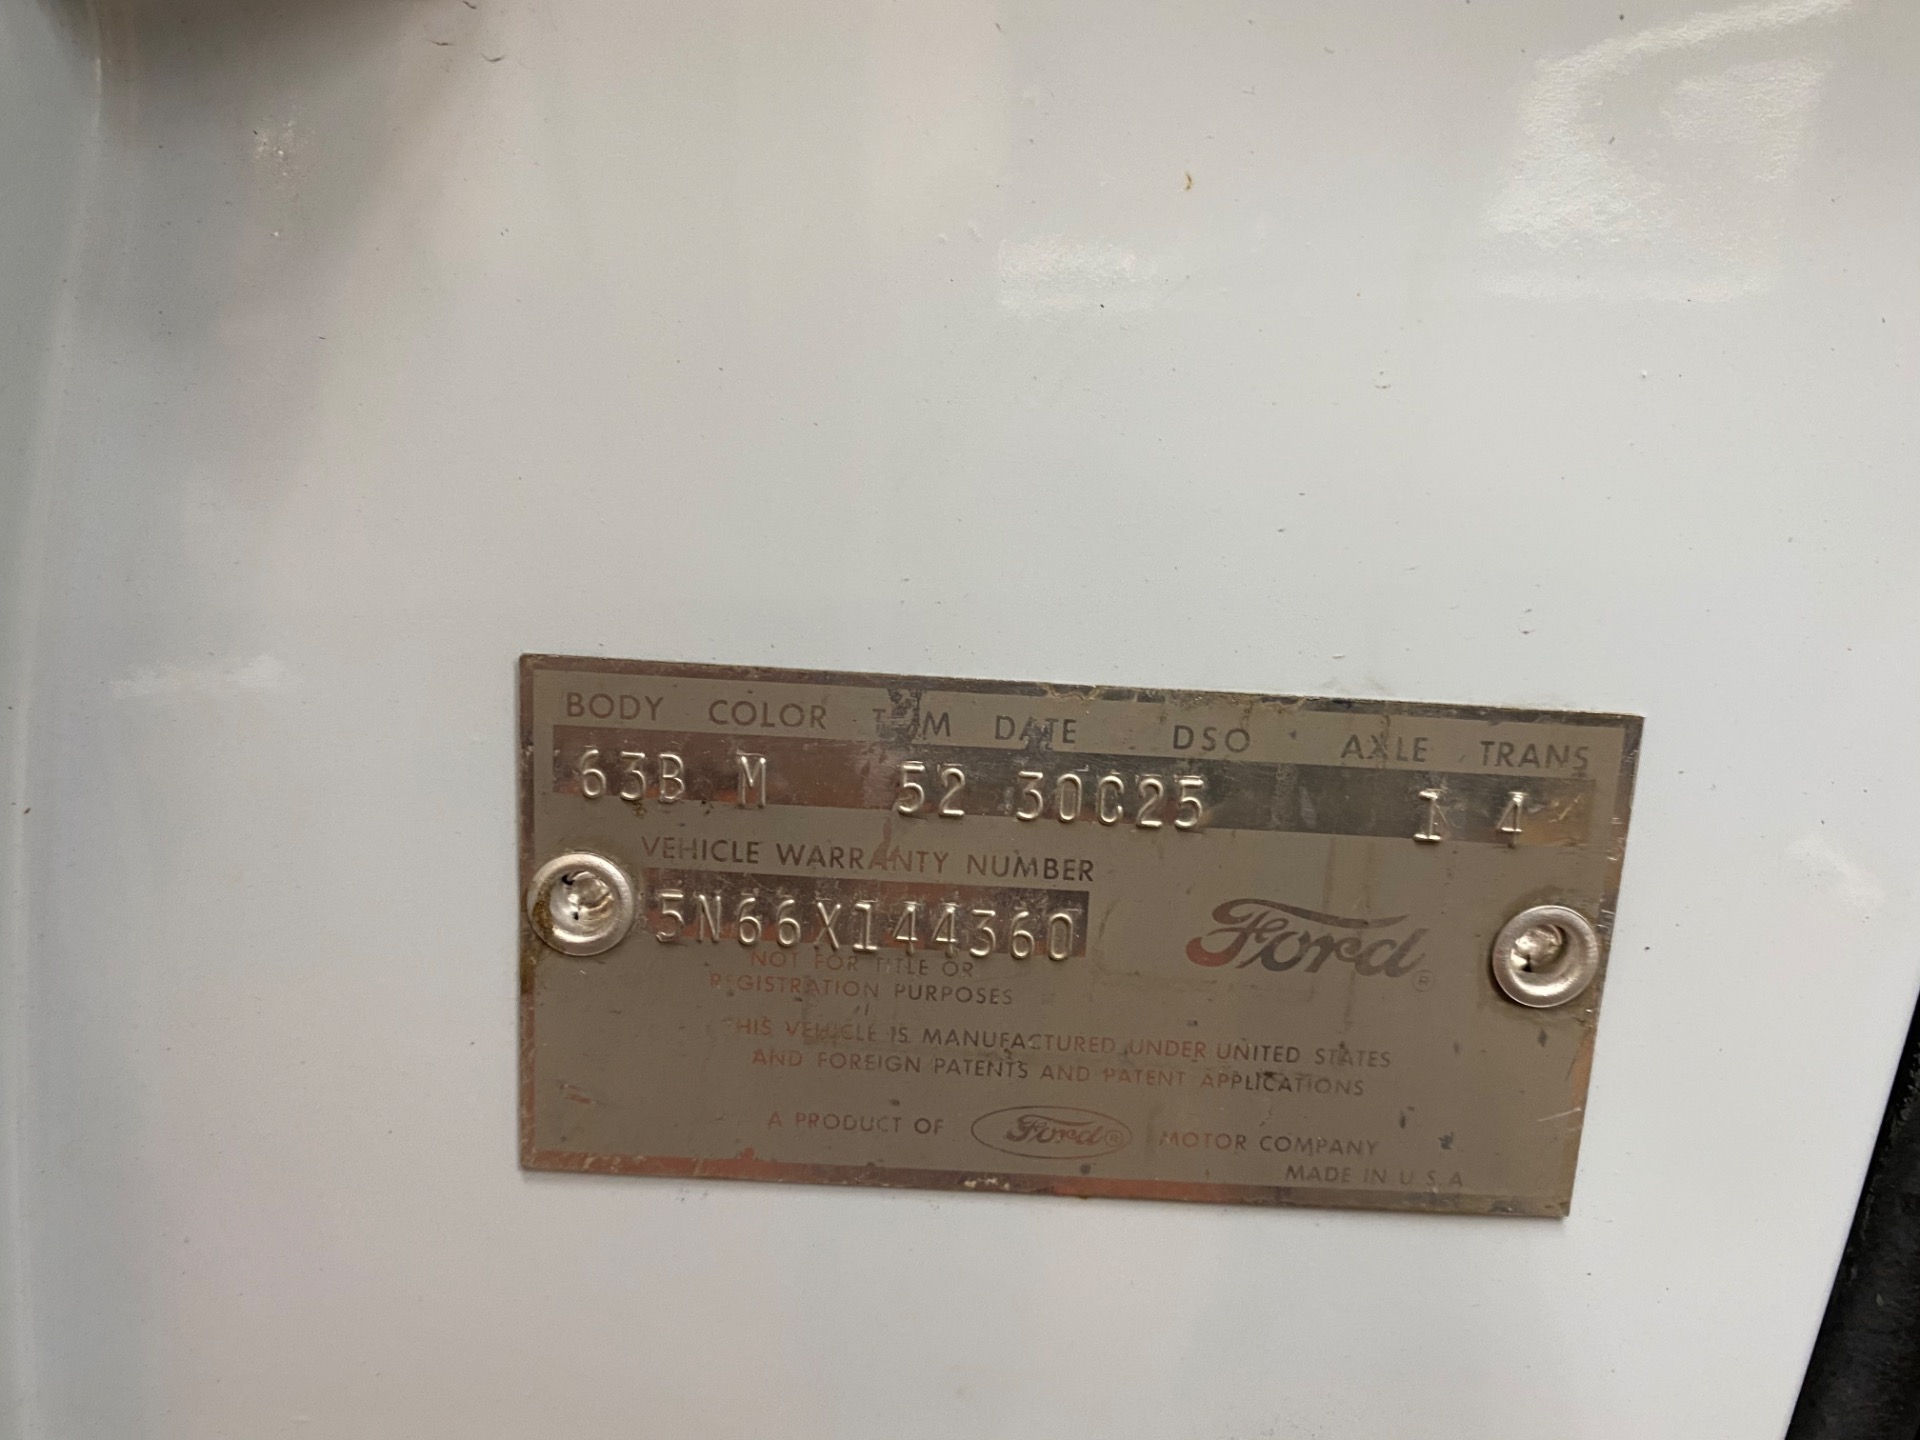 BODY COLOR TRIM DATE DSO AXLE TRANS
63B M 52 30C25 1 4
VEHICLE WARRANTY NUMBER
5N66X144360
NOT FOR TITLE OR
REGISTRATION PURPOSES
Ford®
THIS VEHICLE IS MANUFACTURED UNDER UNITED STATES
AND FOREIGN PATENTS AND PATENT APPLICATIONS
A PRODUCT OF Ford® MOTOR COMPANY
MADE IN U.S.A